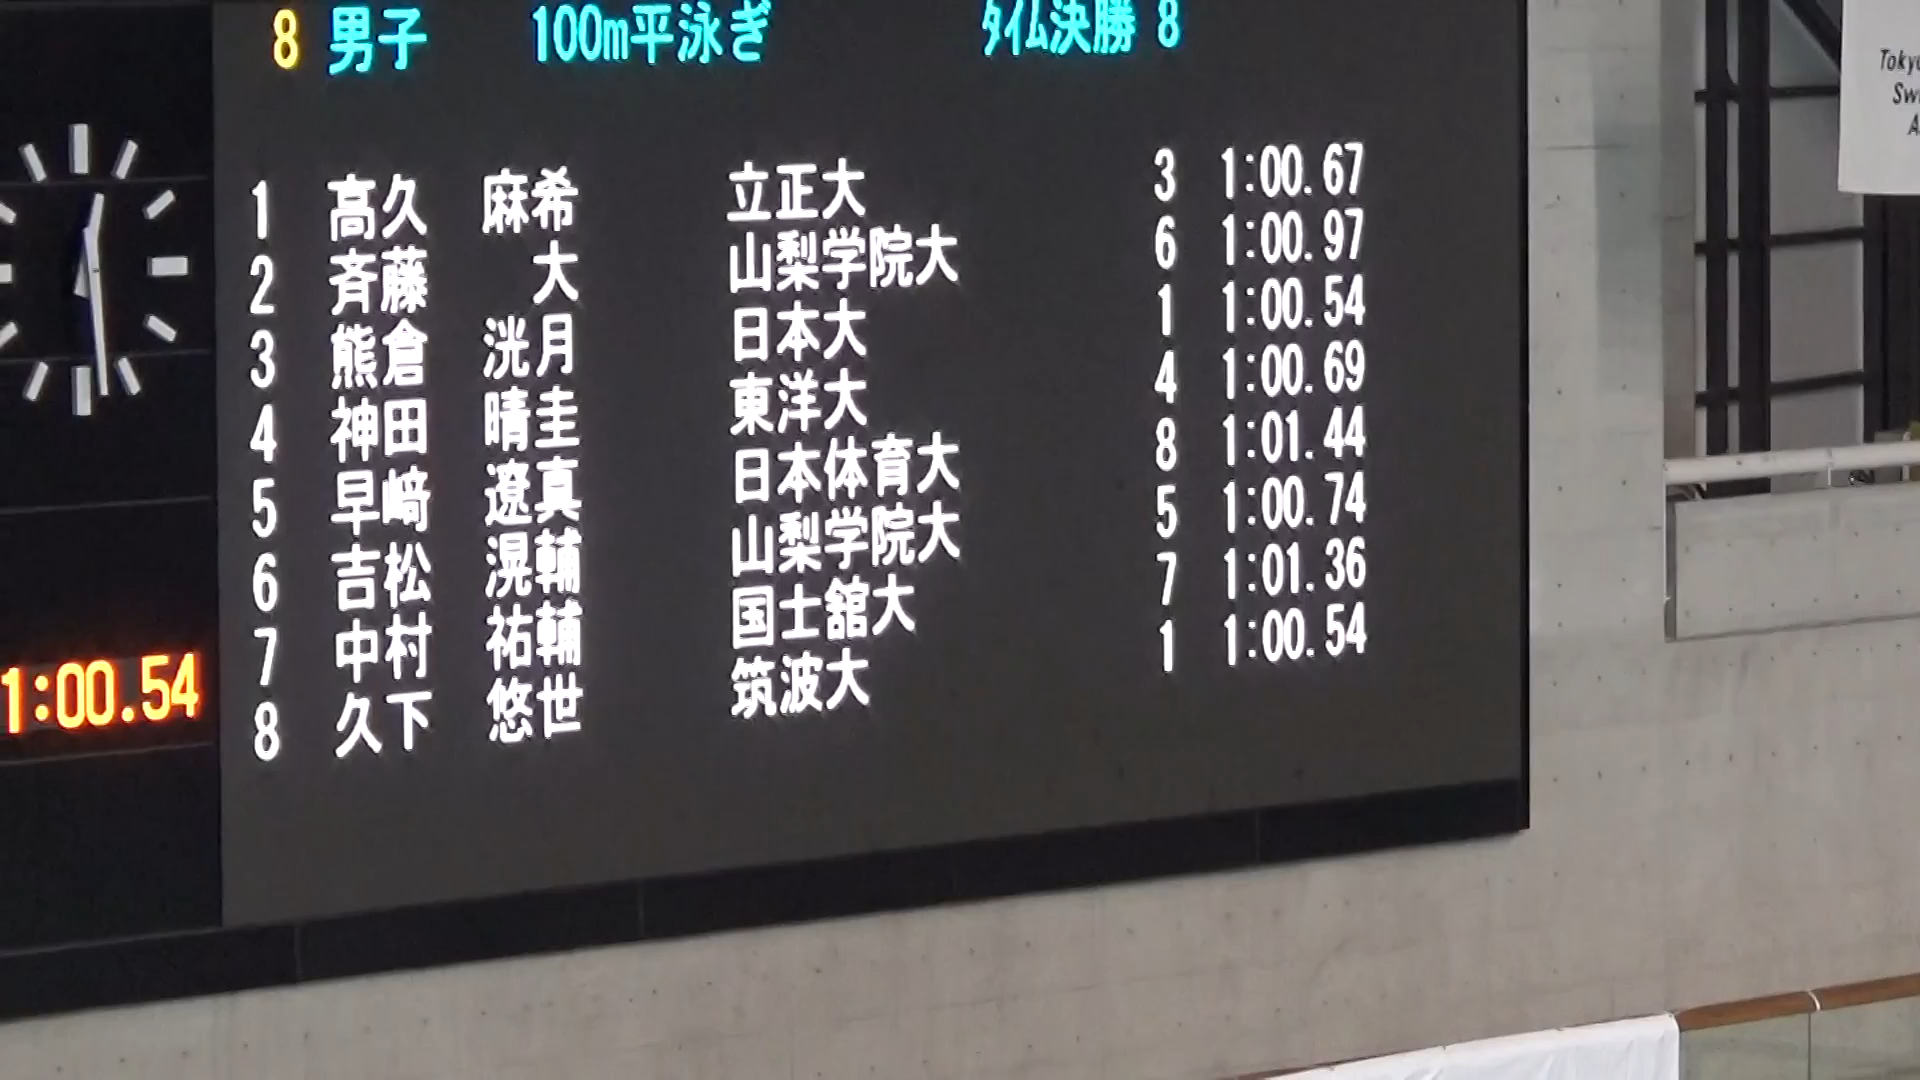 8 男子 100m平泳ぎ ﾀｲﾑ決勝 8
1 高久 麻希 立正大 3 1:00.67
2 斉藤 大 山梨学院大 6 1:00.97
3 熊倉 洸月 日本大 1 1:00.54
4 神田 晴圭 東洋大 4 1:00.69
5 早﨑 遼真 日本体育大 8 1:01.44
6 吉松 滉輔 山梨学院大 5 1:00.74
7 中村 祐輔 国士舘大 7 1:01.36
8 久下 悠世 筑波大 1 1:00.54
1:00.54